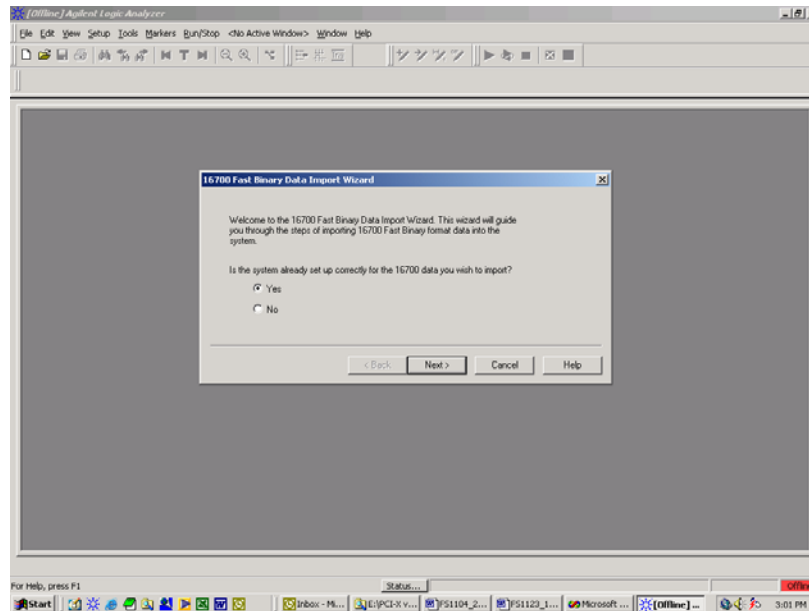 [Offline] Agilent Logic Analyzer
File Edit View Setup Tools Markers Run/Stop <No Active Window> Window Help
16700 Fast Binary Data Import Wizard
Welcome to the 16700 Fast Binary Data Import Wizard. This wizard will guide
you through the steps of importing 16700 Fast Binary format data into the
system.
Is the system already set up correctly for the 16700 data you wish to import?
Yes
No
< Back Next > Cancel Help
For Help, press F1 Status... Offline
Start Inbox - Mi... E:\PCI-X v... FS1104_2... FS1123_1... Microsoft ... [Offline] ... 3:01 PM